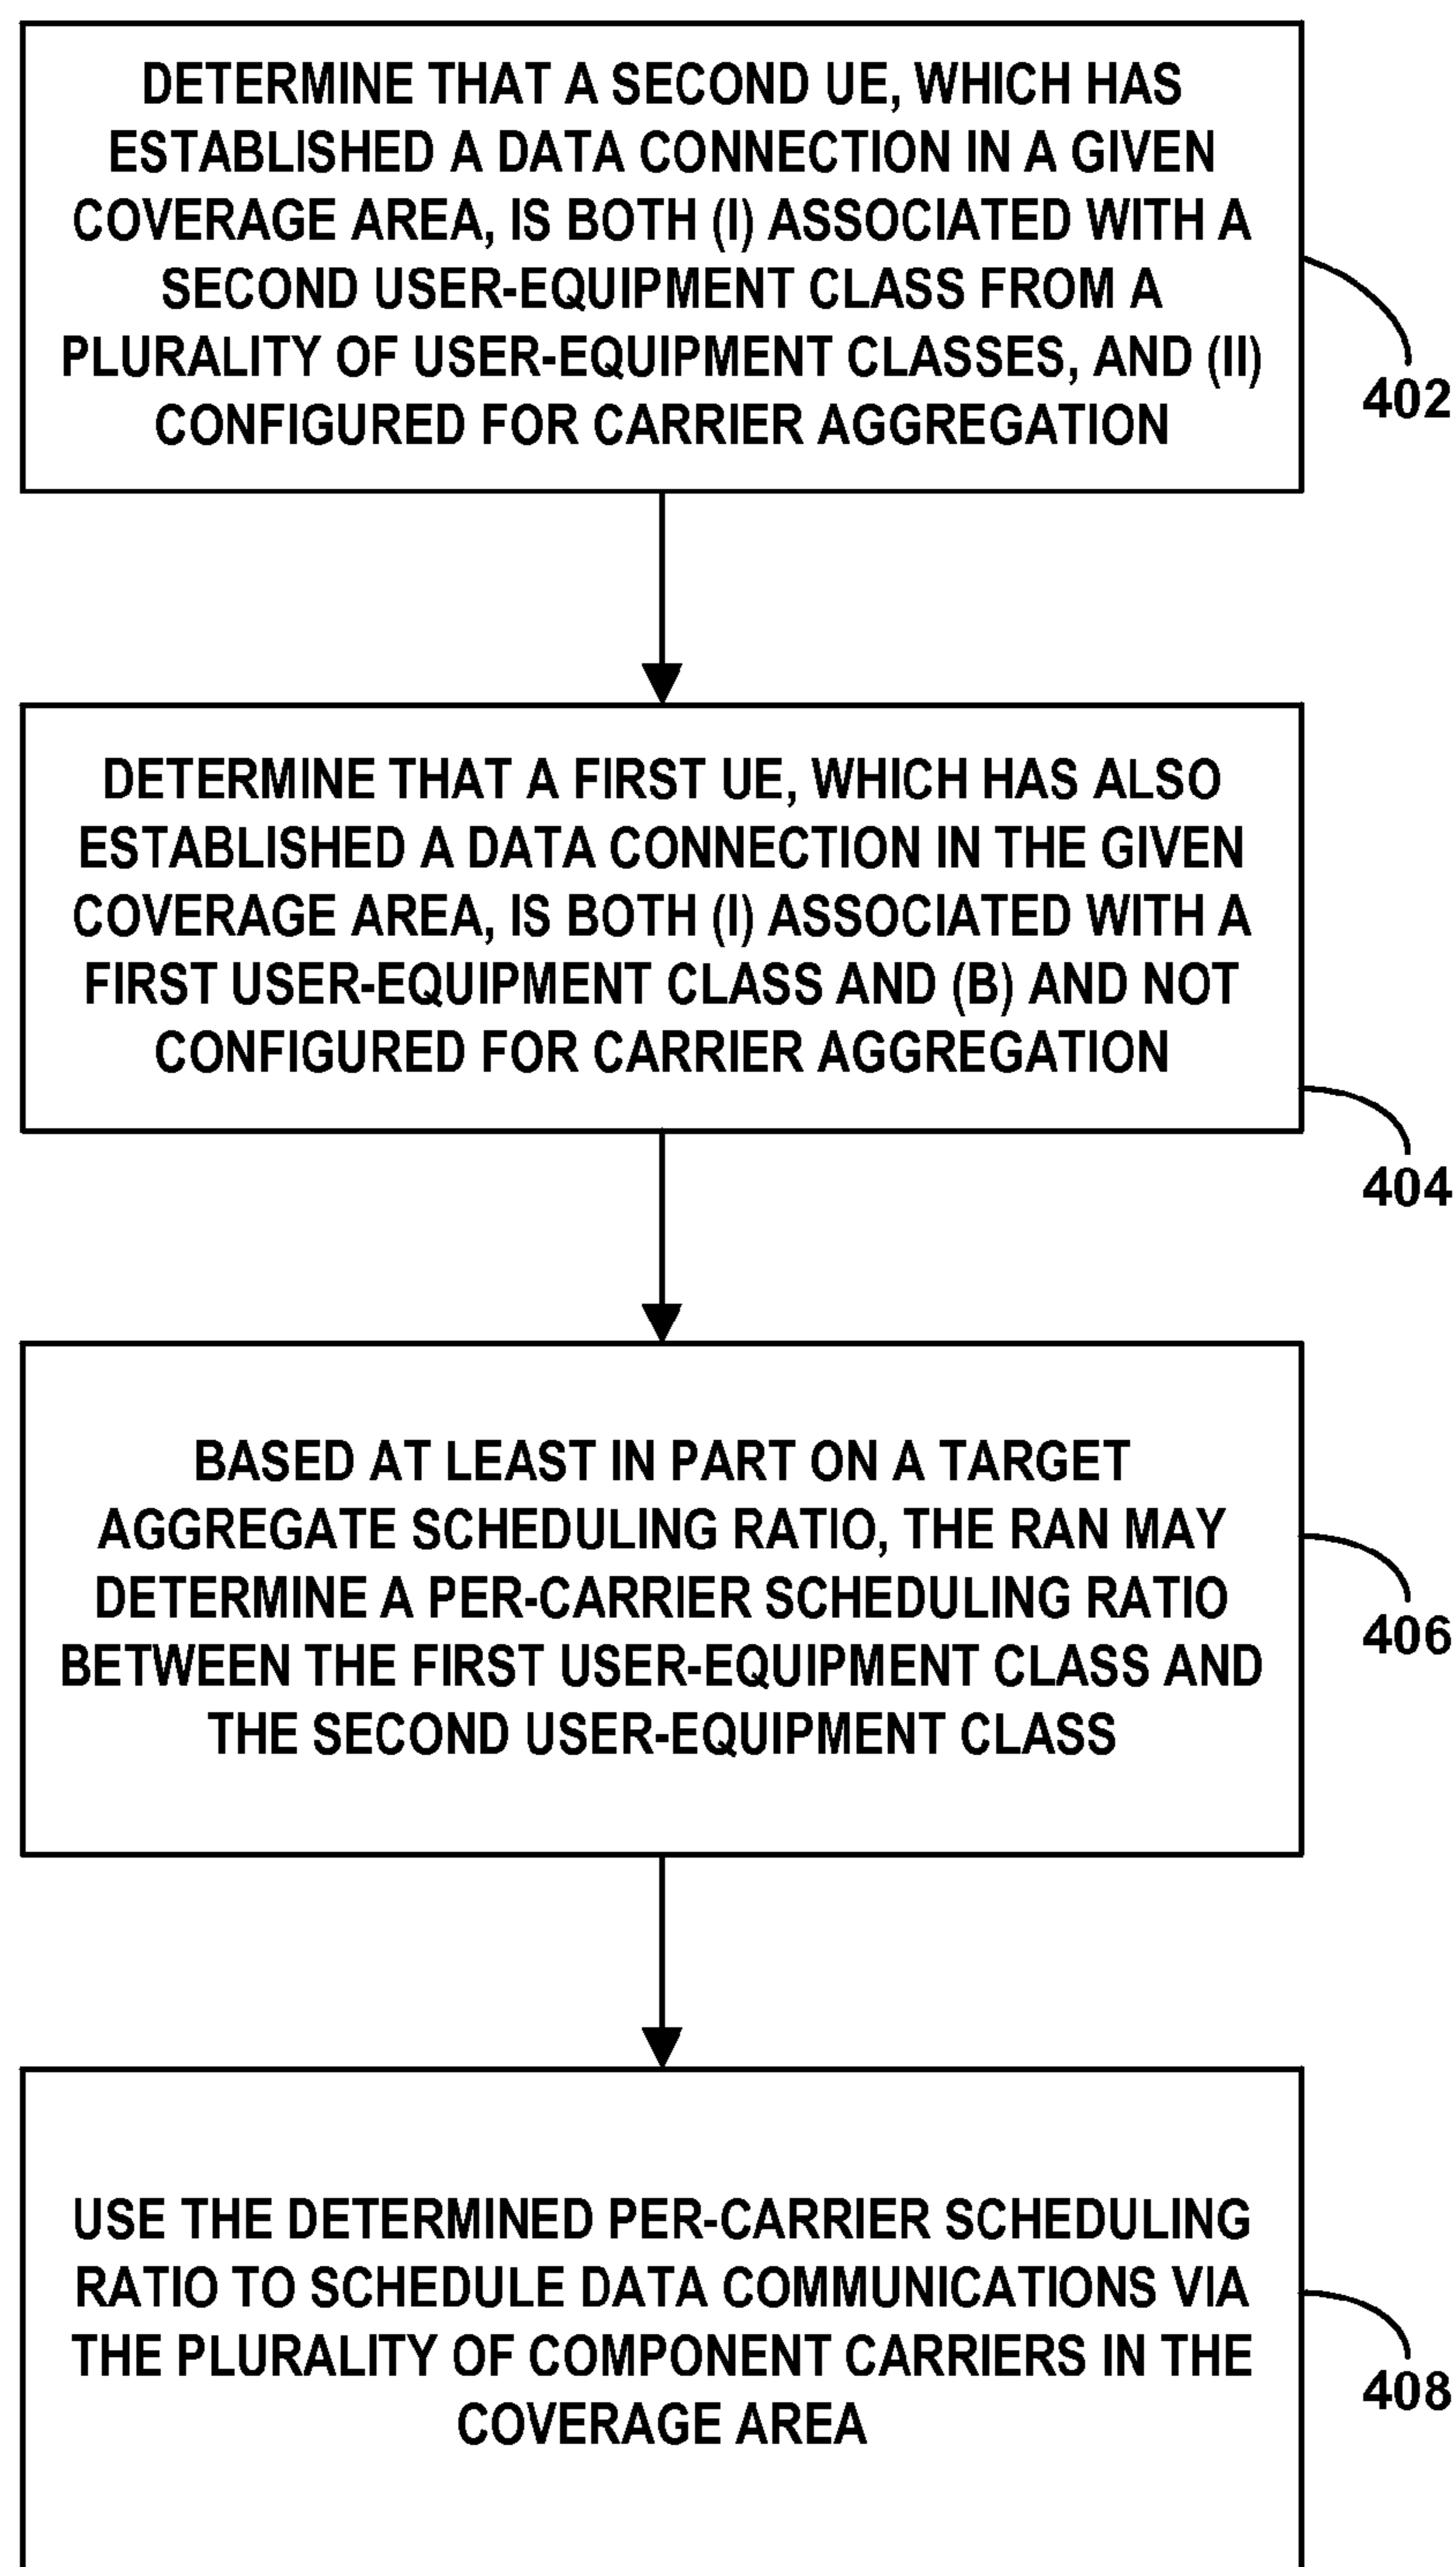 DETERMINE THAT A SECOND UE, WHICH HAS
ESTABLISHED A DATA CONNECTION IN A GIVEN
COVERAGE AREA, IS BOTH (I) ASSOCIATED WITH A
SECOND USER-EQUIPMENT CLASS FROM A
PLURALITY OF USER-EQUIPMENT CLASSES, AND (II)
CONFIGURED FOR CARRIER AGGREGATION
402
DETERMINE THAT A FIRST UE, WHICH HAS ALSO
ESTABLISHED A DATA CONNECTION IN THE GIVEN
COVERAGE AREA, IS BOTH (I) ASSOCIATED WITH A
FIRST USER-EQUIPMENT CLASS AND (B) AND NOT
CONFIGURED FOR CARRIER AGGREGATION
404
BASED AT LEAST IN PART ON A TARGET
AGGREGATE SCHEDULING RATIO, THE RAN MAY
DETERMINE A PER-CARRIER SCHEDULING RATIO
BETWEEN THE FIRST USER-EQUIPMENT CLASS AND
THE SECOND USER-EQUIPMENT CLASS
406
USE THE DETERMINED PER-CARRIER SCHEDULING
RATIO TO SCHEDULE DATA COMMUNICATIONS VIA
THE PLURALITY OF COMPONENT CARRIERS IN THE
COVERAGE AREA
408